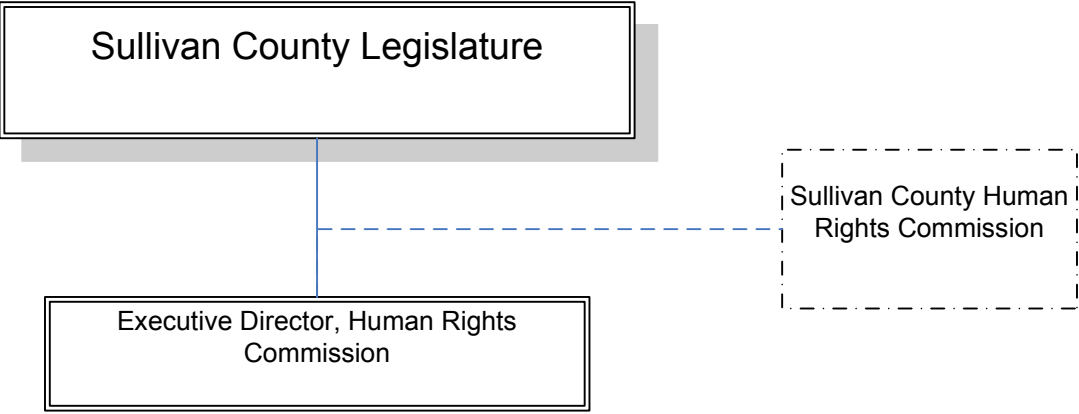 Sullivan County Legislature
Sullivan County Human
Rights Commission
Executive Director, Human Rights
Commission